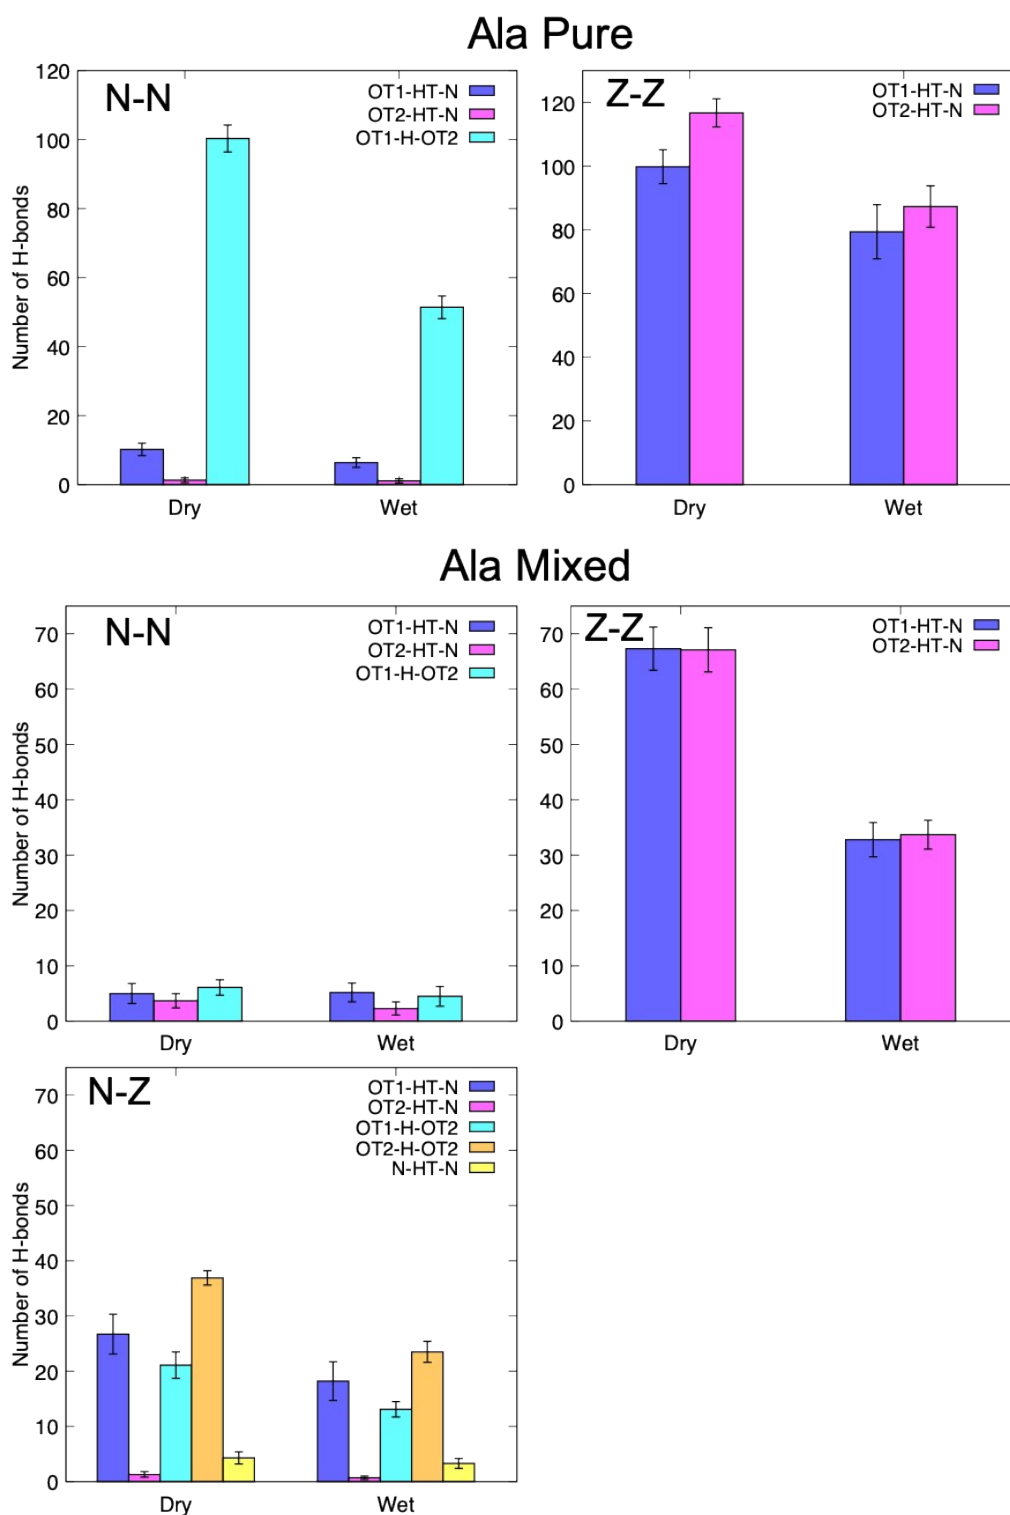 Ala Pure
N-N
OT1-HT-N
OT2-HT-N
OT1-H-OT2
Number of H-bonds
120
100
80
60
40
20
0
Dry
Wet
Z-Z
OT1-HT-N
OT2-HT-N
120
100
80
60
40
20
0
Dry
Wet
Ala Mixed
N-N
OT1-HT-N
OT2-HT-N
OT1-H-OT2
Number of H-bonds
70
60
50
40
30
20
10
0
Dry
Wet
Z-Z
OT1-HT-N
OT2-HT-N
70
60
50
40
30
20
10
0
Dry
Wet
N-Z
OT1-HT-N
OT2-HT-N
OT1-H-OT2
OT2-H-OT2
N-HT-N
Number of H-bonds
70
60
50
40
30
20
10
0
Dry
Wet